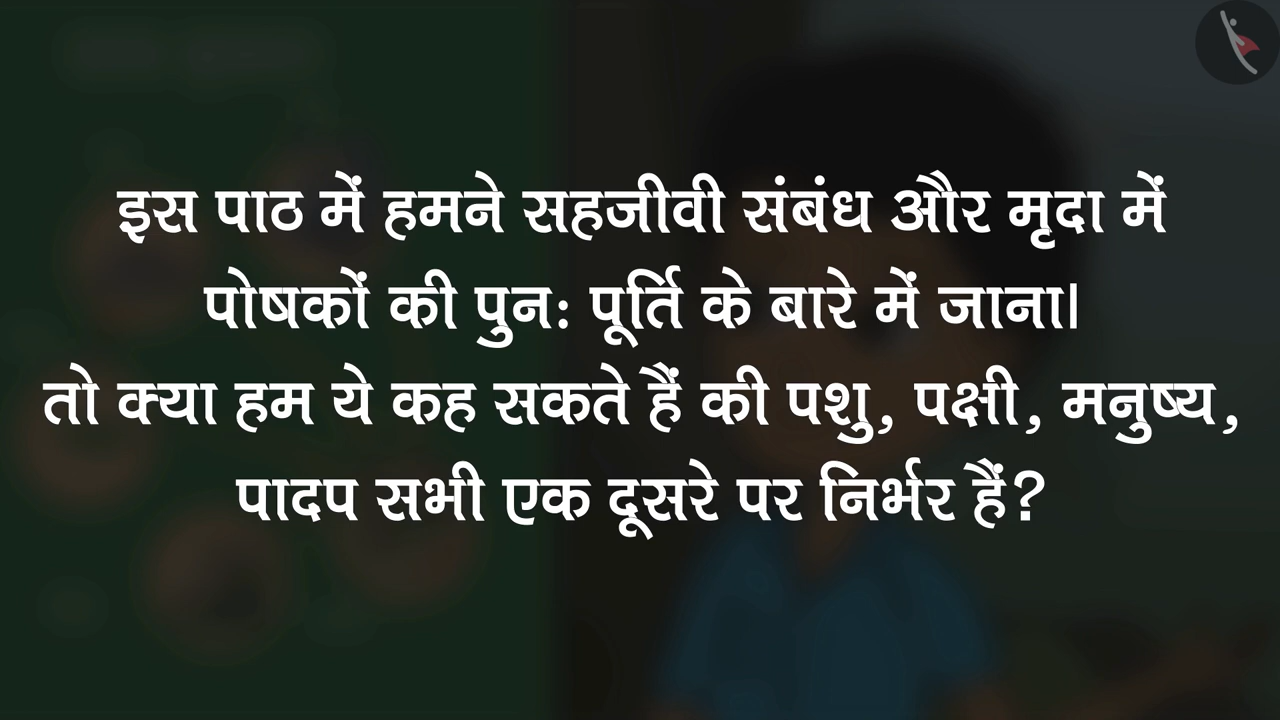 इस पाठ में हमने सहजीवी संबंध और मृदा में
पोषकों की पुनः पूर्ति के बारे में जाना।
तो क्या हम ये कह सकते हैं की पशु, पक्षी, मनुष्य,
पादप सभी एक दूसरे पर निर्भर हैं?